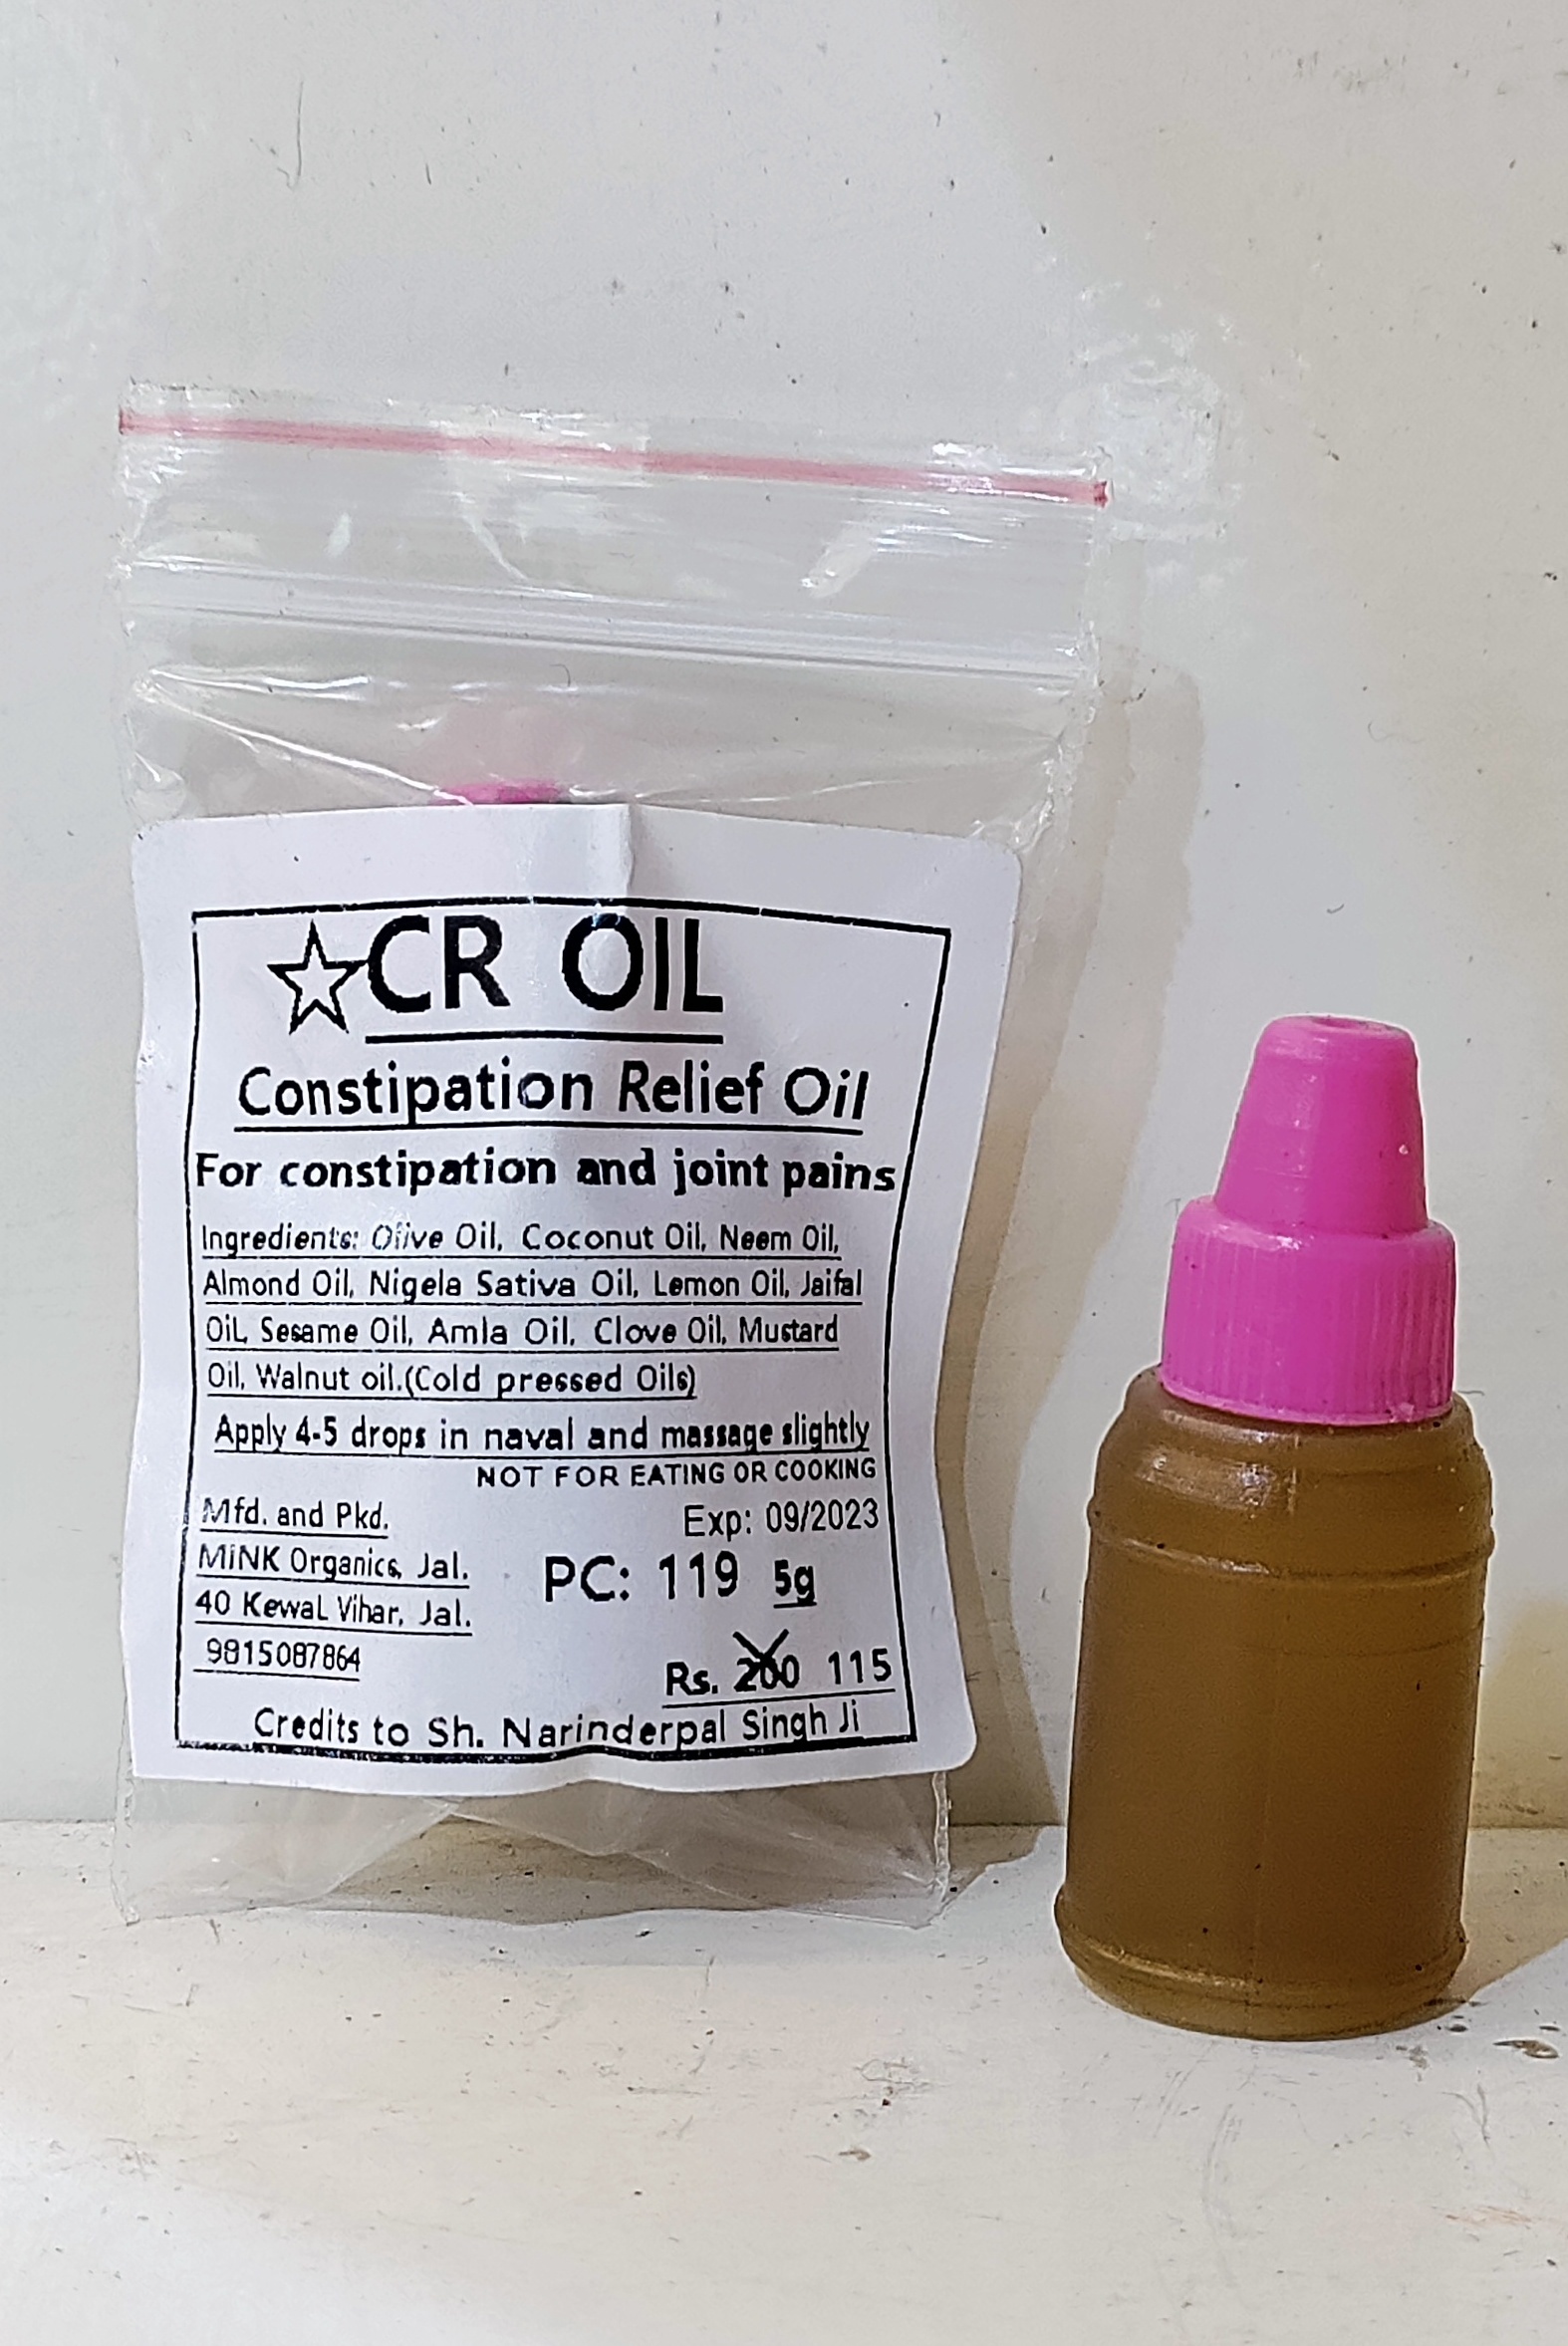 CR OIL
Constipation Relief Oil
For constipation and joint pains
Ingredients: Olive Oil, Coconut Oil, Neem Oil,
Almond Oil, Nigela Sativa Oil, Lemon Oil, Jaifal
Oil, Sesame Oil, Amla Oil, Clove Oil, Mustard
Oil, Walnut oil.(Cold pressed Oils)
Apply 4-5 drops in naval and massage slightly
NOT FOR EATING OR COOKING
Mfd. and Pkd.
Exp: 09/2023
MINK Organics, Jal.
PC: 119 5g
40 Kewal Vihar, Jal.
9815087864
Rs. 200 115
Credits to Sh. Narinderpal Singh Ji